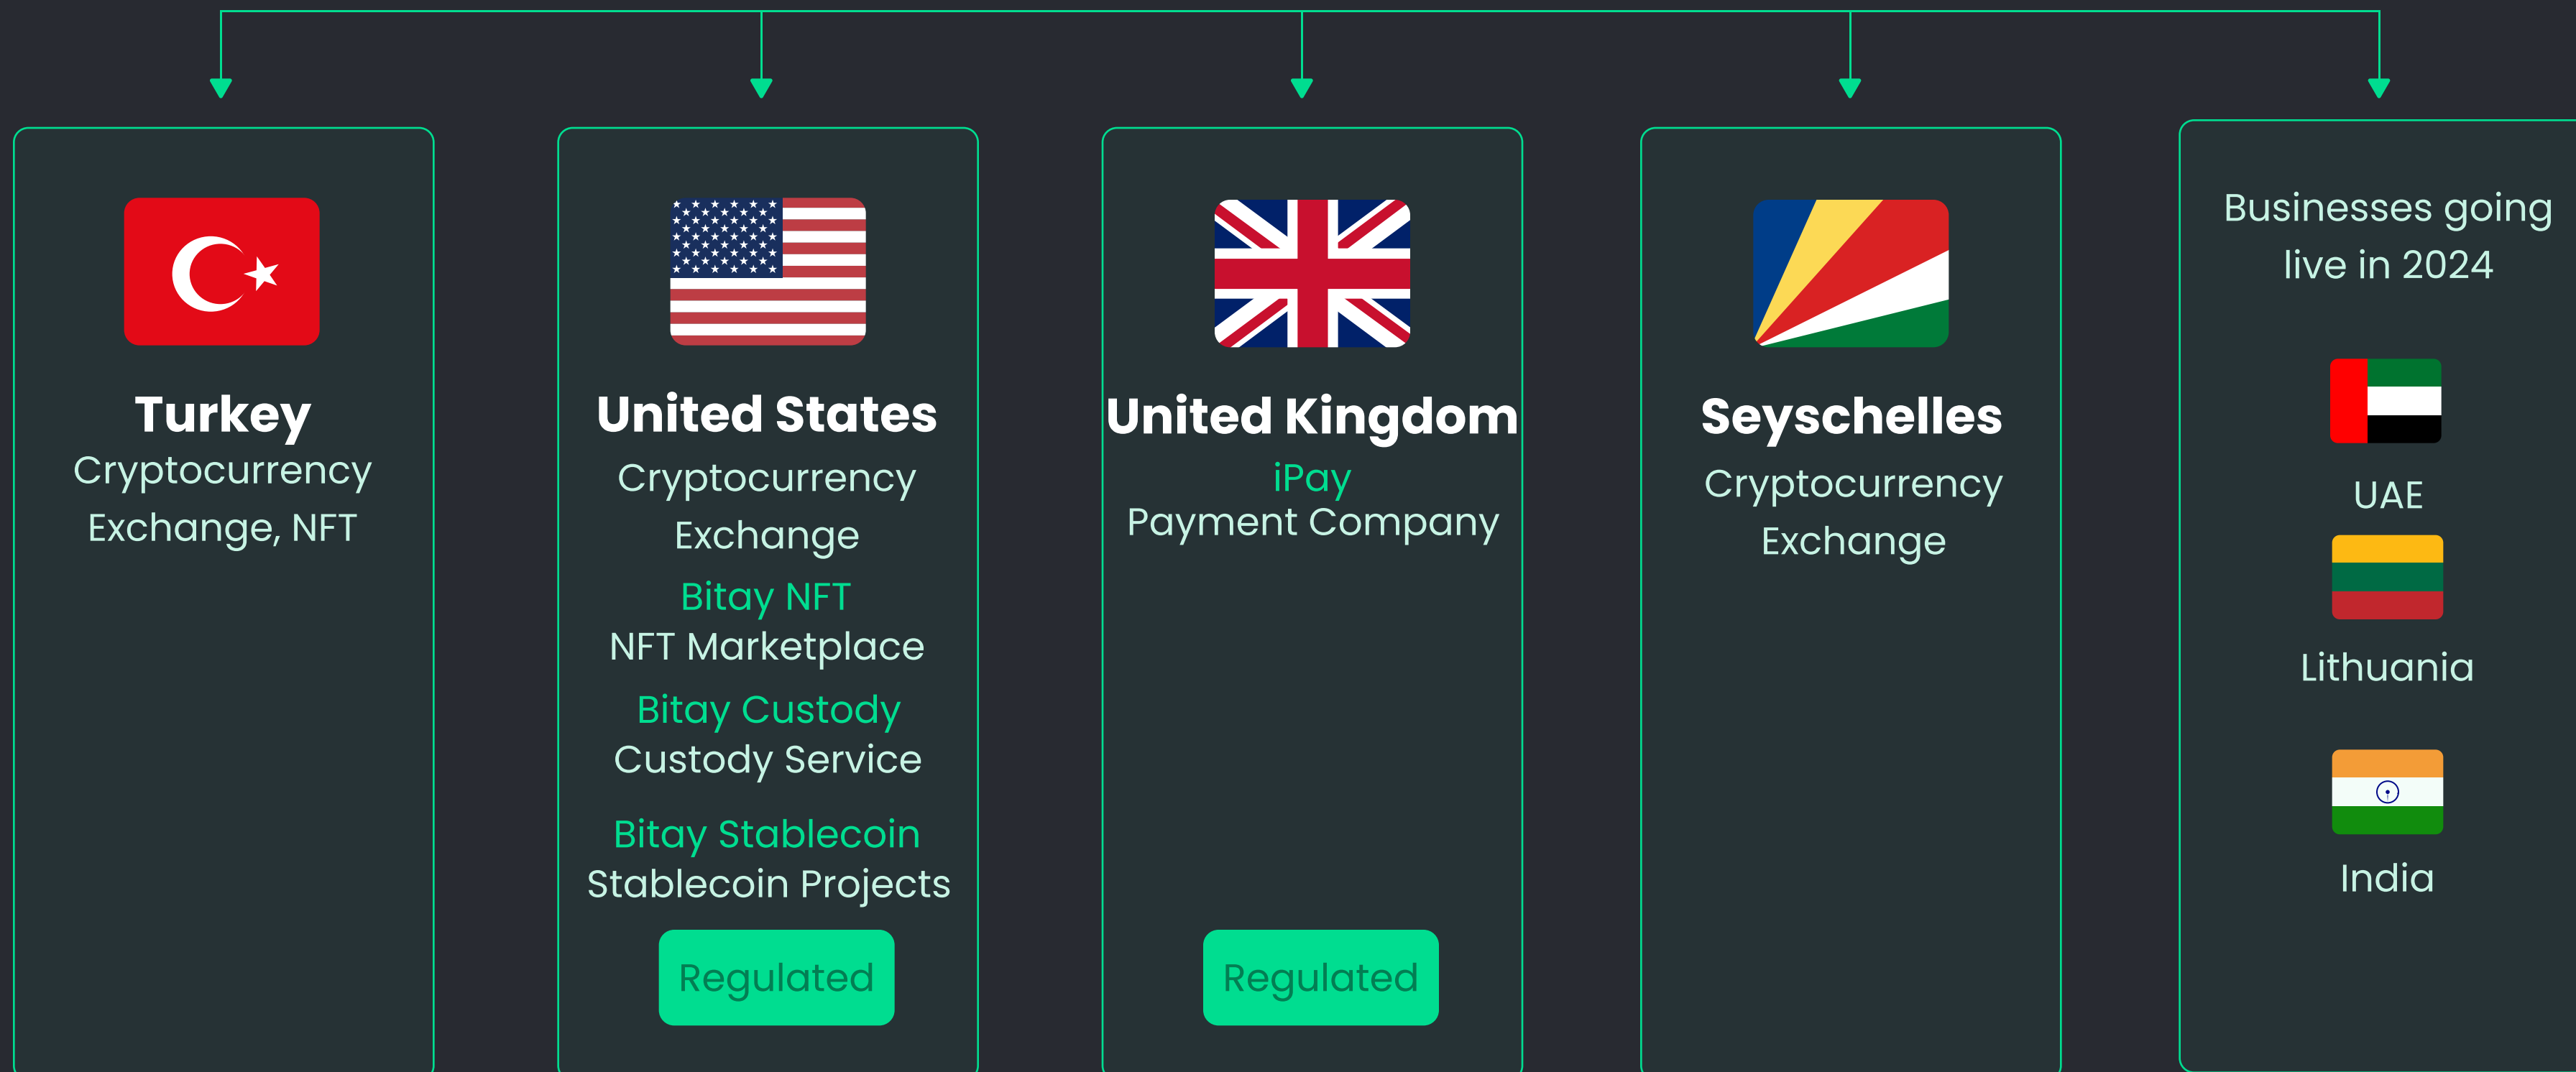 Turkey
Cryptocurrency
Exchange, NFT
United States
Cryptocurrency
Exchange
Bitay NFT
NFT Marketplace
Bitay Custody
Custody Service
Bitay Stablecoin
Stablecoin Projects
Regulated
United Kingdom
iPay
Payment Company
Regulated
Seyschelles
Cryptocurrency
Exchange
Businesses going
live in 2024
UAE
Lithuania
India